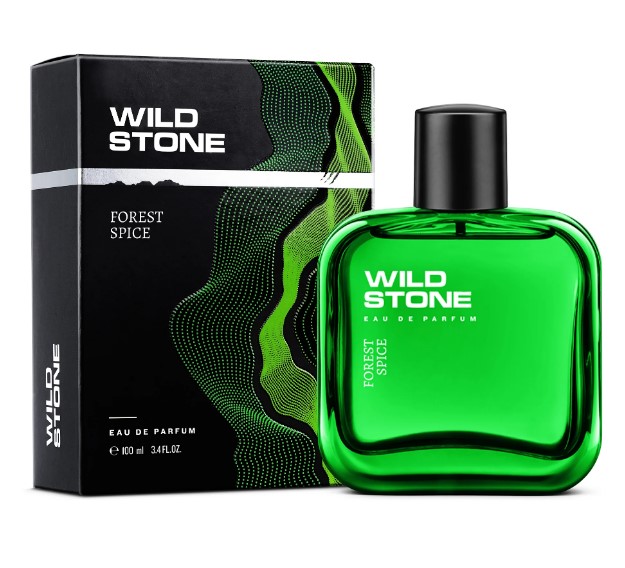 WILD
STONE
FOREST
SPICE
EAU DE PARFUM
℮ 100 ml 3.4 FL.OZ.
WILD
STONE
WILD
STONE
EAU DE PARFUM
FOREST
SPICE